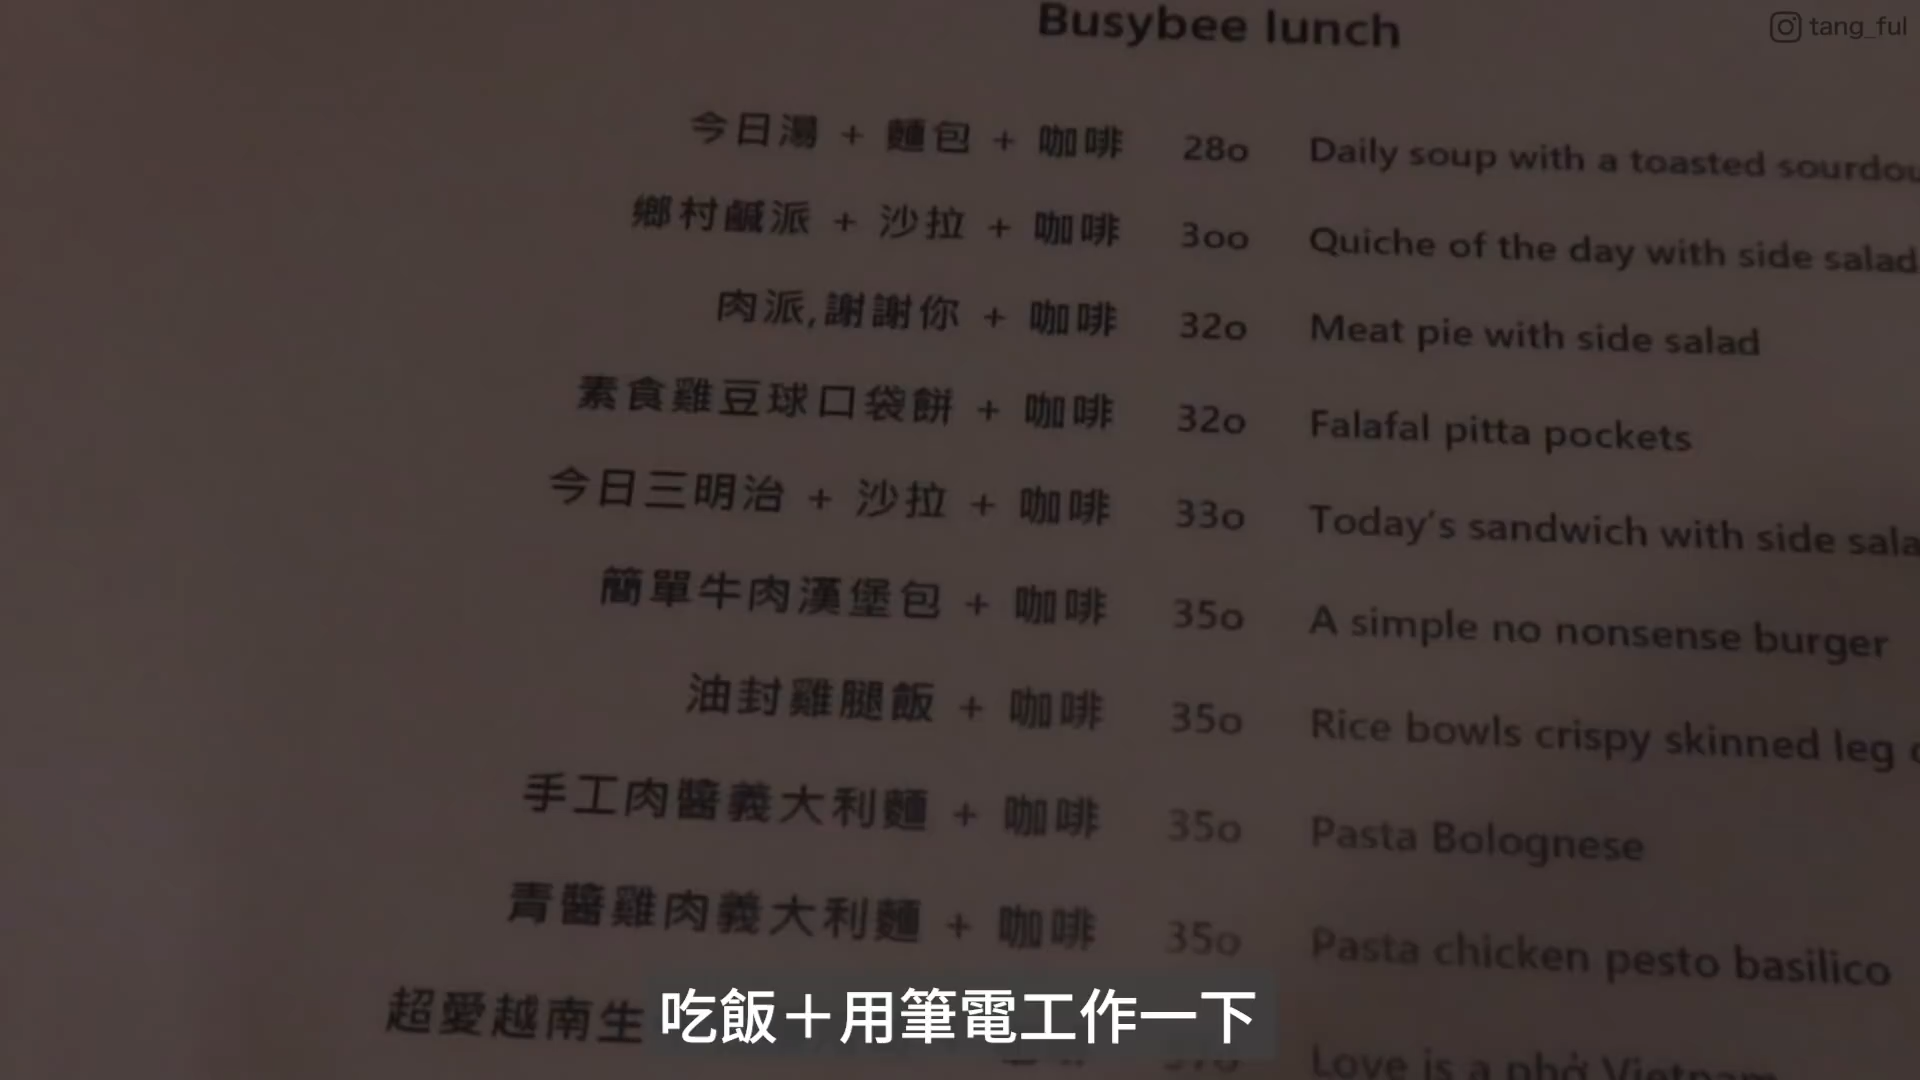 Busybee lunch
tang_ful
今日湯 + 麵包 + 咖啡 28o Daily soup with a toasted
鄉村鹹派 + 沙拉 + 咖啡 3oo Quiche of the day with side salad
肉派,謝謝你 + 咖啡 32o Meat pie with side salad
素食雞豆球口袋餅 + 咖啡 32o Falafal pitta pockets
今日三明治 + 沙拉 + 咖啡 33o Today's sandwich with side
簡單牛肉漢堡包 + 咖啡 35o A simple no nonsense burger
油封雞腿飯 + 咖啡 35o Rice bowls crispy skinned leg
手工肉醬義大利麵 + 咖啡 35o Pasta Bolognese
青醬雞肉義大利麵 + 咖啡 35o Pasta chicken pesto basilico
超愛越南生 Love is a phở Vietnam
吃飯＋用筆電工作一下